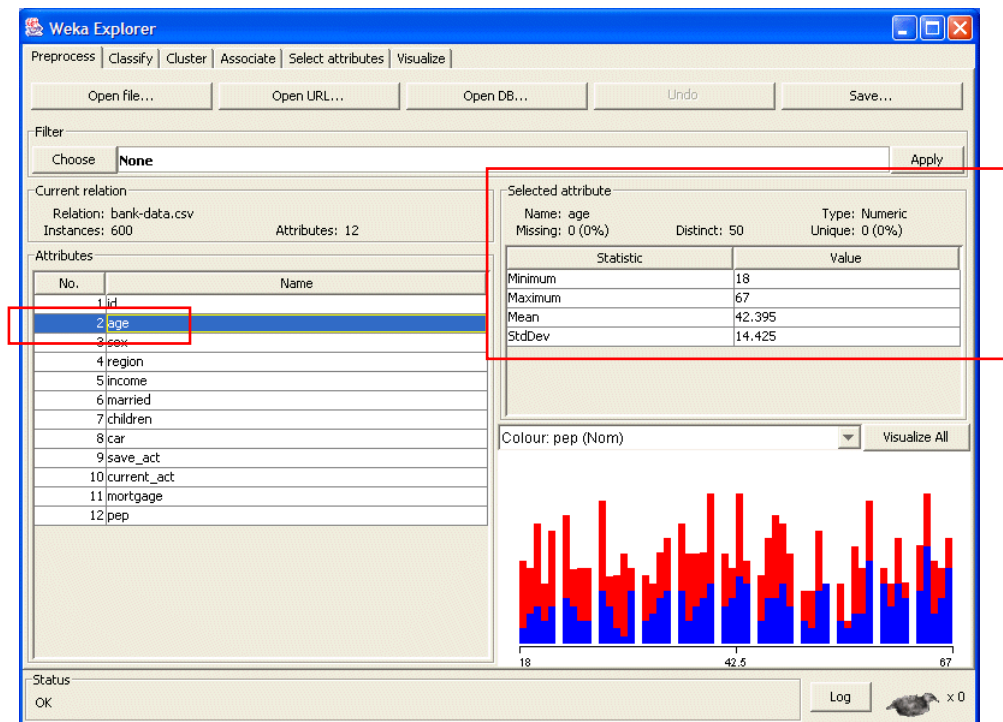 Weka Explorer
Preprocess Classify Cluster Associate Select attributes Visualize
Open file... Open URL... Open DB... Undo Save...
Filter
Choose None Apply
Current relation
Relation: bank-data.csv
Instances: 600 Attributes: 12
Attributes
No. Name
1 id
2 age
3 sex
4 region
5 income
6 married
7 children
8 car
9 save_act
10 current_act
11 mortgage
12 pep
Selected attribute
Name: age Type: Numeric
Missing: 0 (0%) Distinct: 50 Unique: 0 (0%)
Statistic Value
Minimum 18
Maximum 67
Mean 42.395
StdDev 14.425
Colour: pep (Nom) Visualize All
18 42.5 67
Status
OK Log x 0